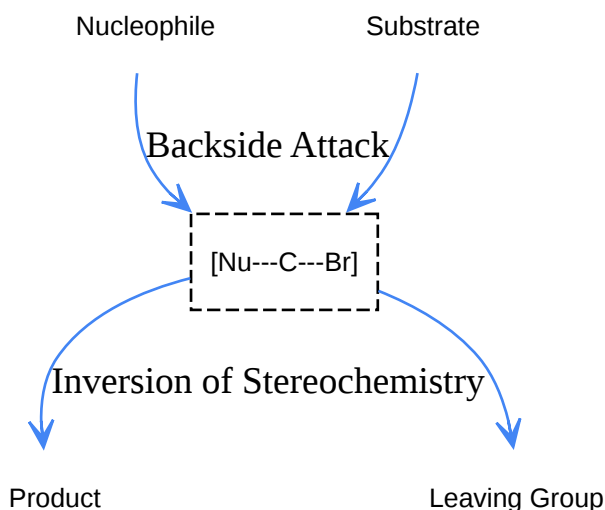 Nucleophile
Substrate
Backside Attack
[Nu---C---Br]
Inversion of Stereochemistry
Product
Leaving Group